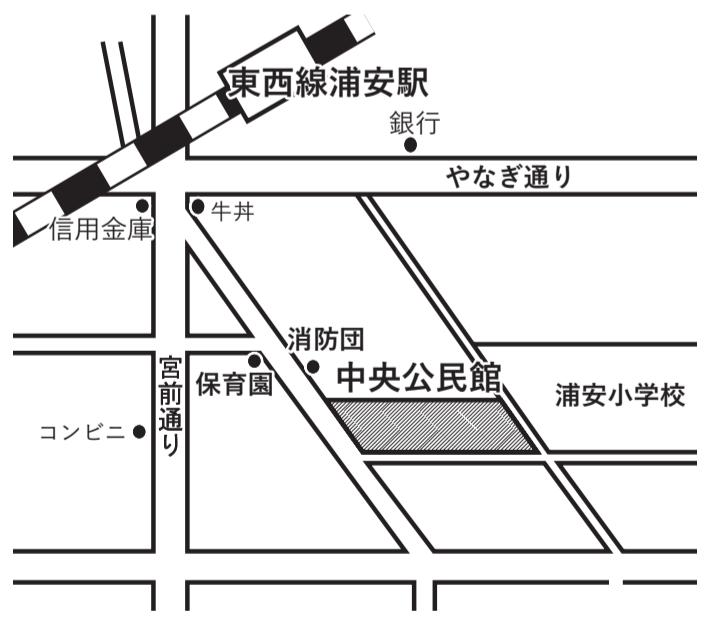 東西線浦安駅
銀行
やなぎ通り
信用金庫
牛丼
消防団
中央公民館
保育園
浦安小学校
宮前通り
コンビニ